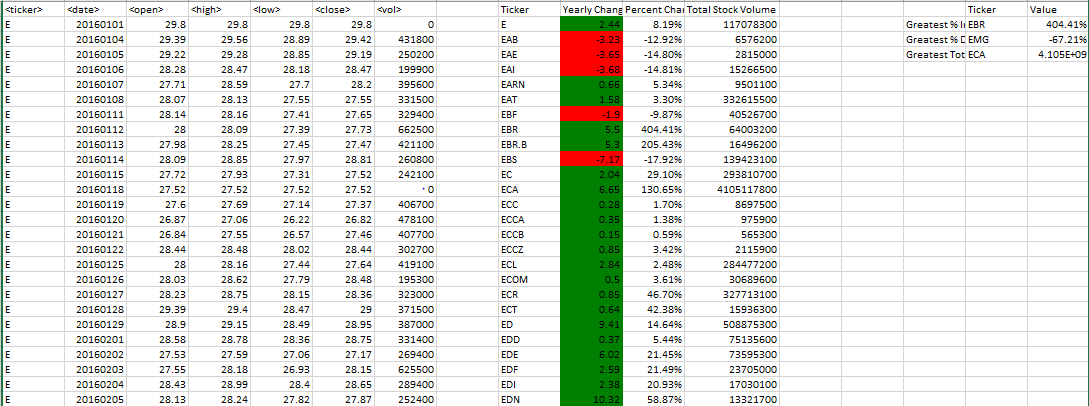 <ticker> <date> <open> <high> <low> <close> <vol> Ticker Yearly Chang Percent Chan Total Stock Volume Ticker Value
E 20160101 29.8 29.8 29.8 29.8 0 E 2.44 8.19% 117078300 Greatest % I EBR 404.41%
E 20160104 29.39 29.56 28.89 29.42 431800 EAB -3.23 -12.92% 6576200 Greatest % D EMG -67.21%
E 20160105 29.22 29.28 28.85 29.19 250200 EAE -3.65 -14.80% 2815000 Greatest Tot ECA 4.105E+09
E 20160106 28.28 28.47 28.18 28.47 199900 EAI -14.81% 15266500
E 20160107 27.71 28.59 27.7 28.2 395600 EARN 0.66 5.34% 9501100
E 20160108 28.07 28.13 27.55 27.55 331500 EAT 1.58 3.30% 332615500
E 20160111 28.14 28.16 27.41 27.65 329400 EBF -1.9 -9.87% 40526700
E 20160112 28 28.09 27.39 27.73 662500 EBR 5.5 404.41% 64003200
E 20160113 27.98 28.25 27.45 27.47 421100 EBR.B 5.3 205.43% 16496200
E 20160114 28.09 28.85 27.97 28.81 260800 EBS -7.17 -17.92% 139423100
E 20160115 27.72 27.93 27.31 27.52 242100 EC 2.04 29.10% 293810700
E 20160118 27.52 27.52 27.52 27.52 0 ECA 6.65 130.65% 4105117800
E 20160119 27.6 27.69 27.14 27.37 406700 ECC 0.28 1.70% 8697500
E 20160120 26.87 27.06 26.22 26.82 478100 ECCA 0.35 1.38% 975900
E 20160121 26.84 27.55 26.57 27.46 407700 ECCB 0.15 0.59% 565300
E 20160122 28.44 28.48 28.02 28.44 302700 ECCZ 0.85 3.42% 2115900
E 20160125 28 28.16 27.44 27.64 419100 ECL 2.84 2.48% 284477200
E 20160126 28.03 28.62 27.79 28.48 195300 ECOM 0.5 3.61% 30689600
E 20160127 28.23 28.75 28.15 28.36 323000 ECR 0.85 46.70% 327713100
E 20160128 29.39 29.4 28.47 29 371500 ECT 0.64 42.38% 15936300
E 20160129 28.9 29.15 28.49 28.95 387000 ED 9.41 14.64% 508875300
E 20160201 28.58 28.78 28.36 28.75 331400 EDD 0.37 5.44% 75135600
E 20160202 27.53 27.59 27.06 27.17 269400 EDE 6.02 21.45% 73595300
E 20160203 27.55 28.18 26.93 28.15 625500 EDF 2.59 21.49% 23705000
E 20160204 28.43 28.99 28.4 28.65 289400 EDI 2.38 20.93% 17030100
E 20160205 28.13 28.24 27.82 27.87 252400 EDN 10.32 58.87% 13321700